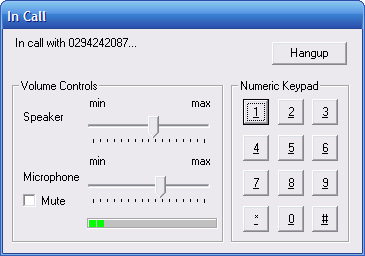 In Call
In call with 0294242087...
Hangup
Volume Controls
min max
Speaker
min max
Microphone
Mute
Numeric Keypad
1 2 3
4 5 6
7 8 9
* 0 #